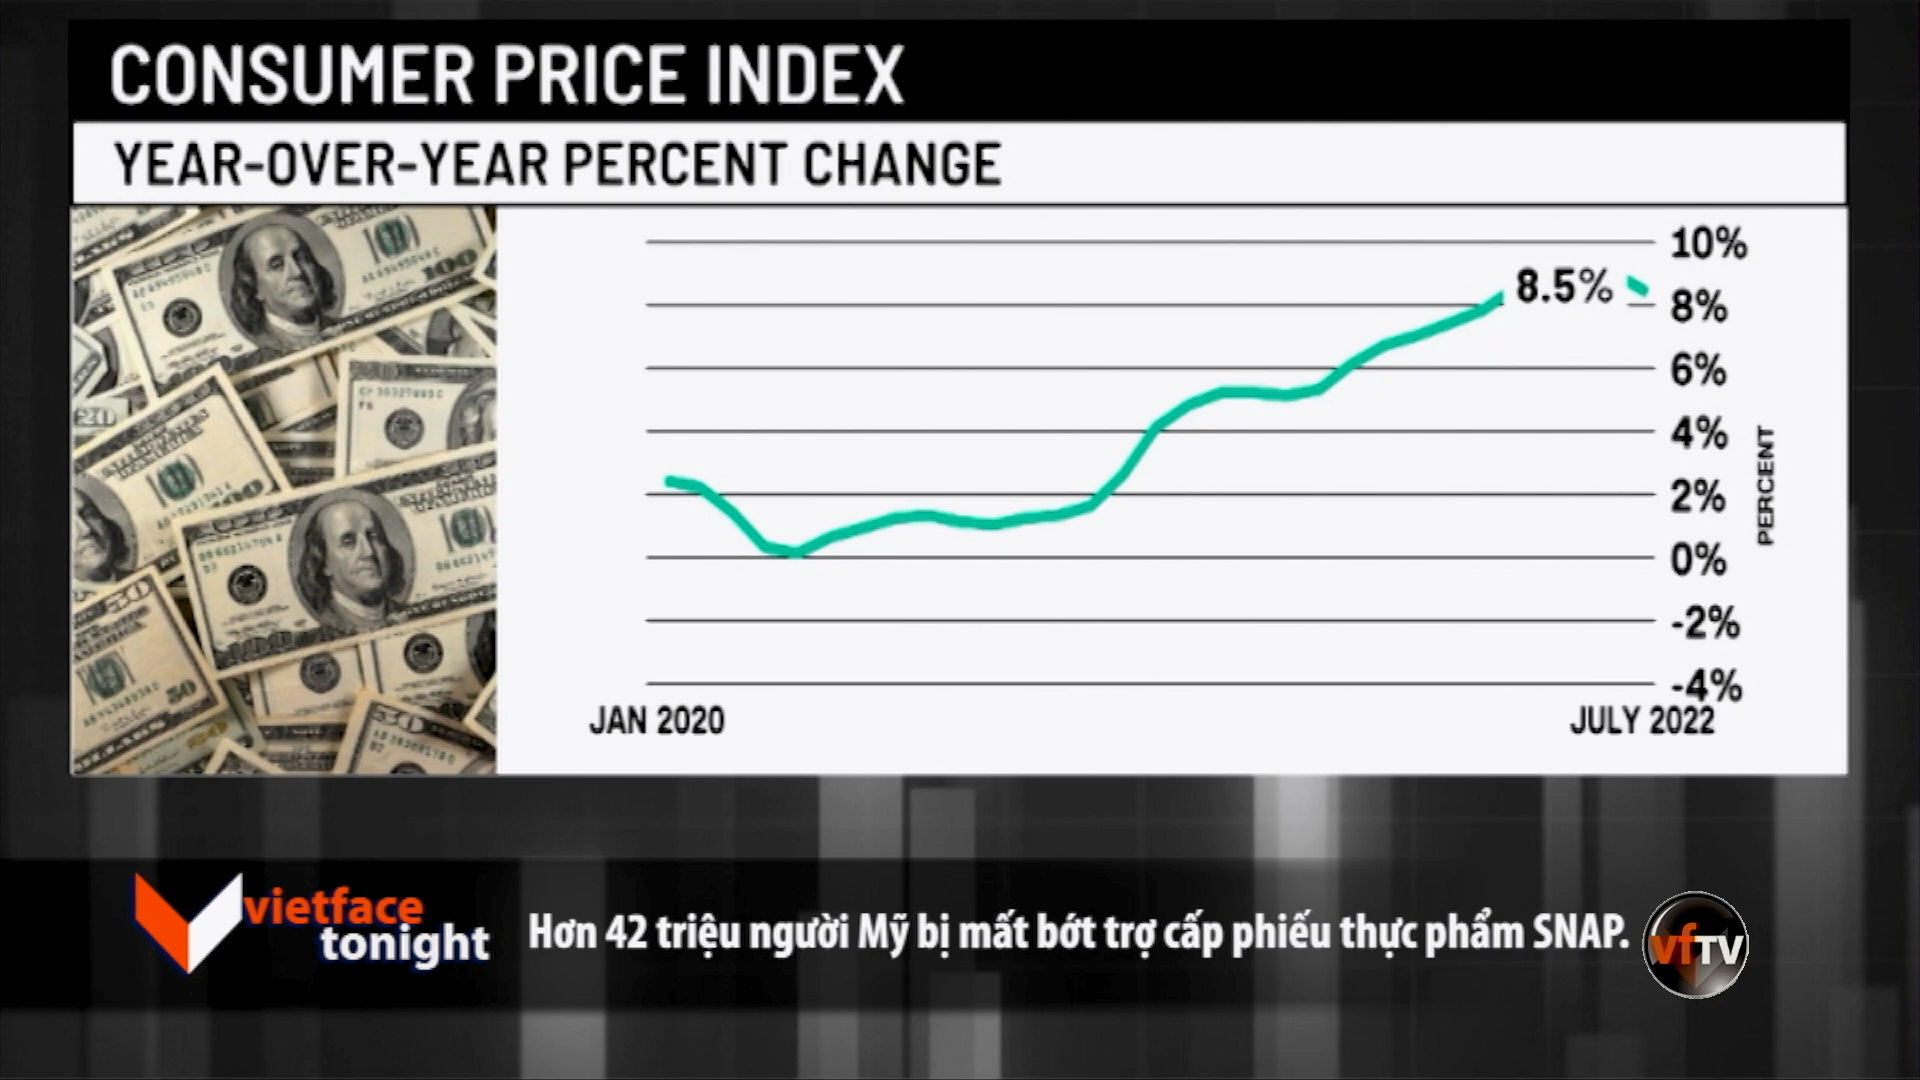 CONSUMER PRICE INDEX
YEAR-OVER-YEAR PERCENT CHANGE
10%
8.5%
8%
6%
4%
2%
0%
-2%
-4%
PERCENT
JAN 2020
JULY 2022
vietface
tonight
Hơn 42 triệu người Mỹ bị mất bớt trợ cấp phiếu thực phẩm SNAP.
vfTV